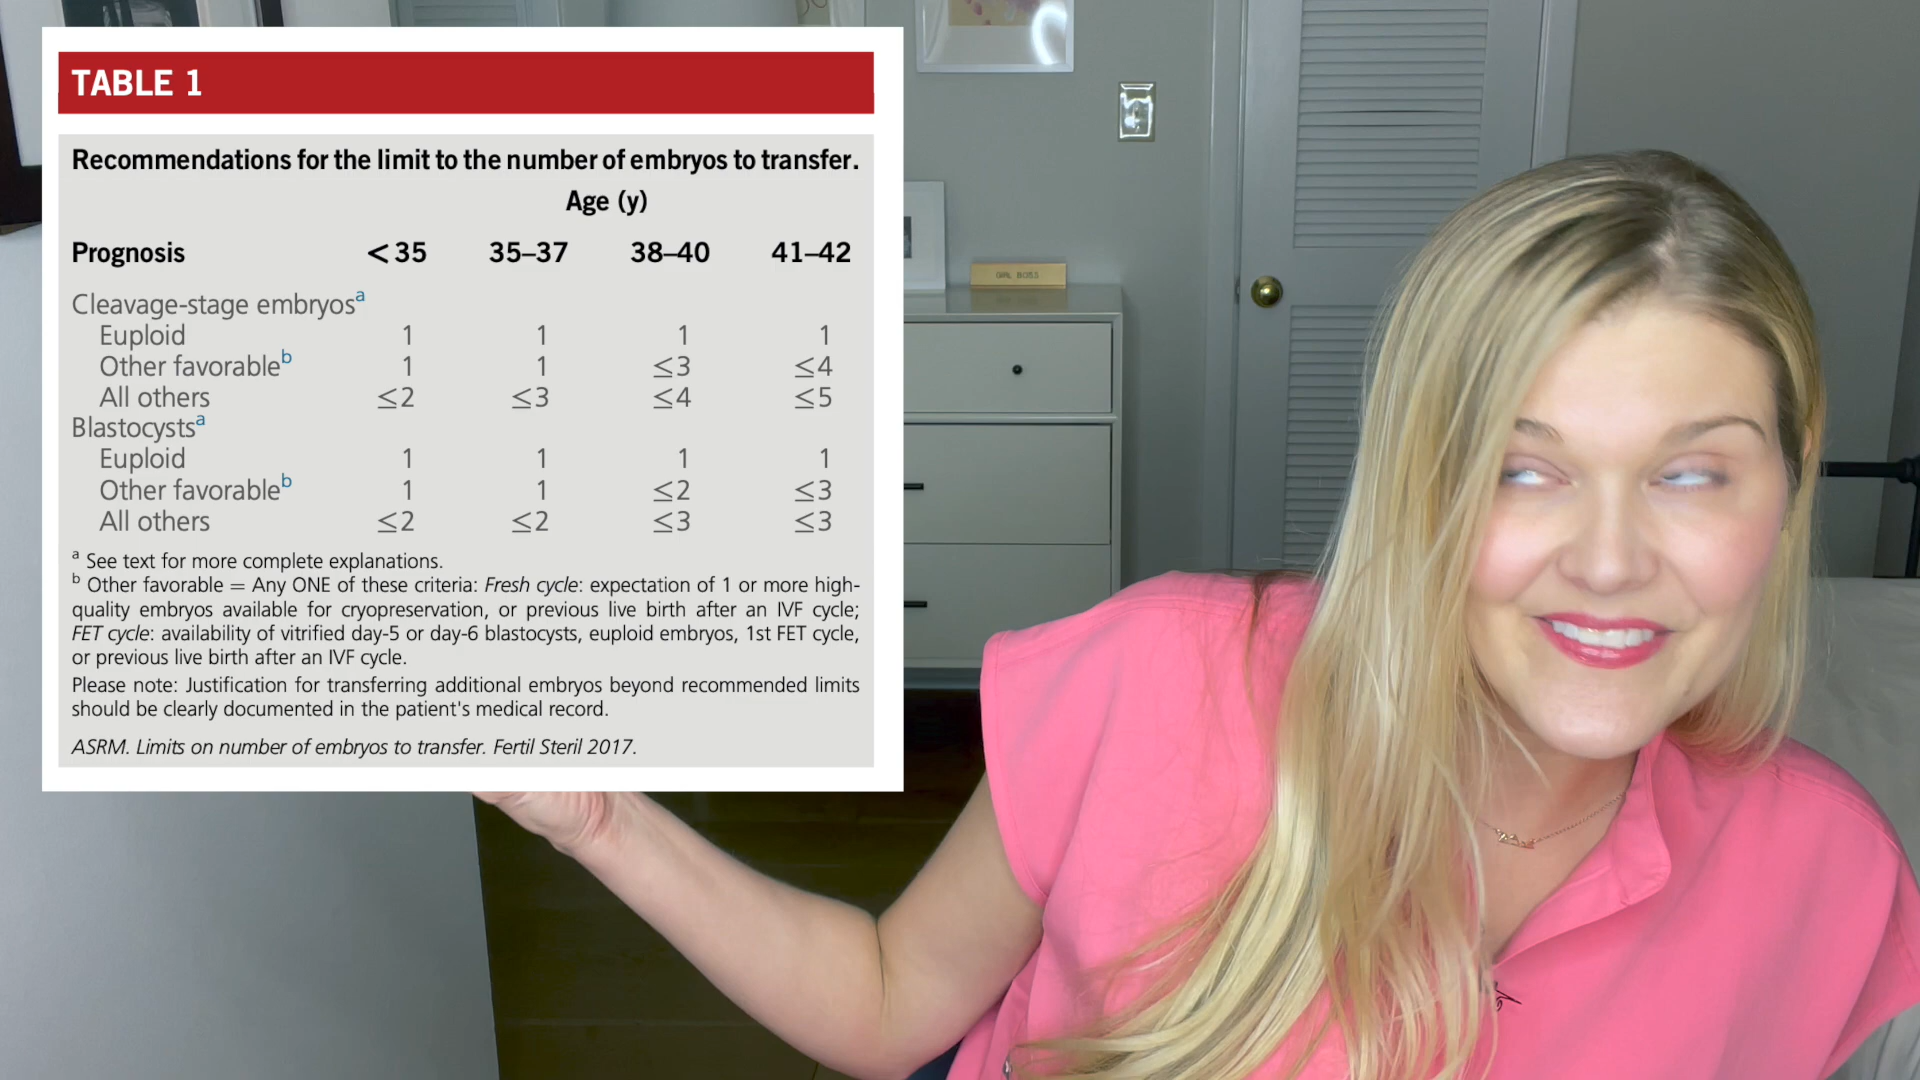 TABLE 1
Recommendations for the limit to the number of embryos to transfer.
Age (y)
Prognosis < 35 35–37 38–40 41–42
Cleavage-stage embryosᵃ
Euploid 1 1 1 1
Other favorableᵇ 1 1 ≤3 ≤4
All others ≤2 ≤3 ≤4 ≤5
Blastocystsᵃ
Euploid 1 1 1 1
Other favorableᵇ 1 1 ≤2 ≤3
All others ≤2 ≤2 ≤3 ≤3
ᵃ See text for more complete explanations.
ᵇ Other favorable = Any ONE of these criteria: Fresh cycle: expectation of 1 or more high-
quality embryos available for cryopreservation, or previous live birth after an IVF cycle;
FET cycle: availability of vitrified day-5 or day-6 blastocysts, euploid embryos, 1st FET cycle,
or previous live birth after an IVF cycle.
Please note: Justification for transferring additional embryos beyond recommended limits
should be clearly documented in the patient's medical record.
ASRM. Limits on number of embryos to transfer. Fertil Steril 2017.
GIRL BOSS